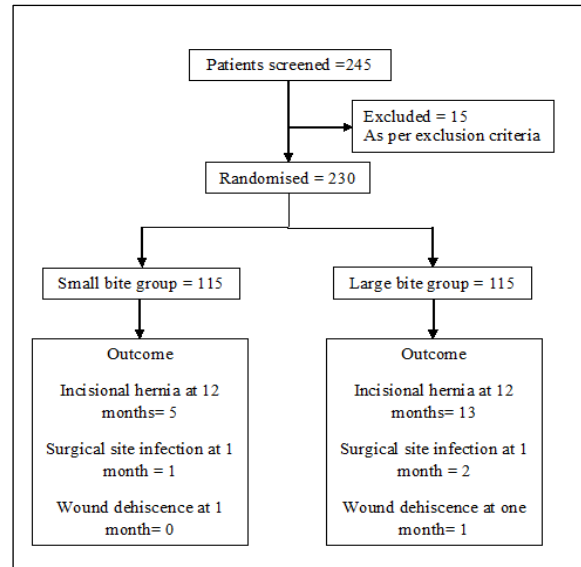 Patients screened =245
Excluded = 15
As per exclusion criteria
Randomised = 230
Small bite group = 115
Large bite group = 115
Outcome
Incisional hernia at 12
months= 5
Surgical site infection at 1
month = 1
Wound dehiscence at 1
month= 0
Outcome
Incisional hernia at 12
months= 13
Surgical site infection at 1
month = 2
Wound dehiscence at one
month= 1